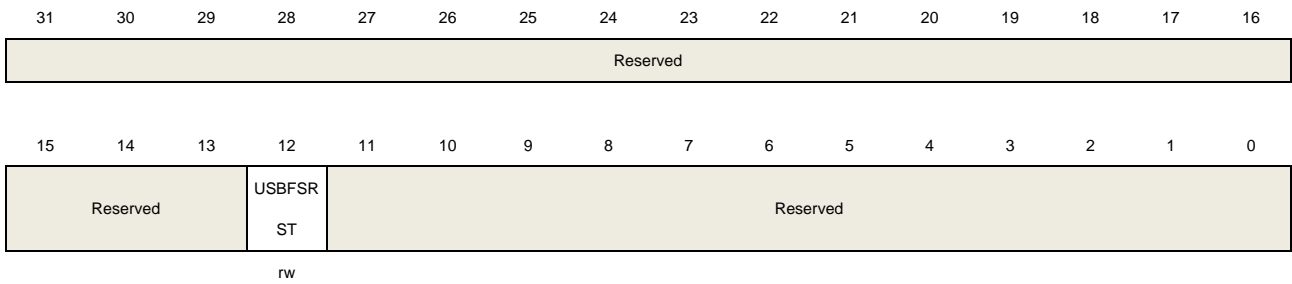 31 30 29 28 27 26 25 24 23 22 21 20 19 18 17 16
Reserved
15 14 13 12 11 10 9 8 7 6 5 4 3 2 1 0
Reserved USBFSR Reserved
ST
rw